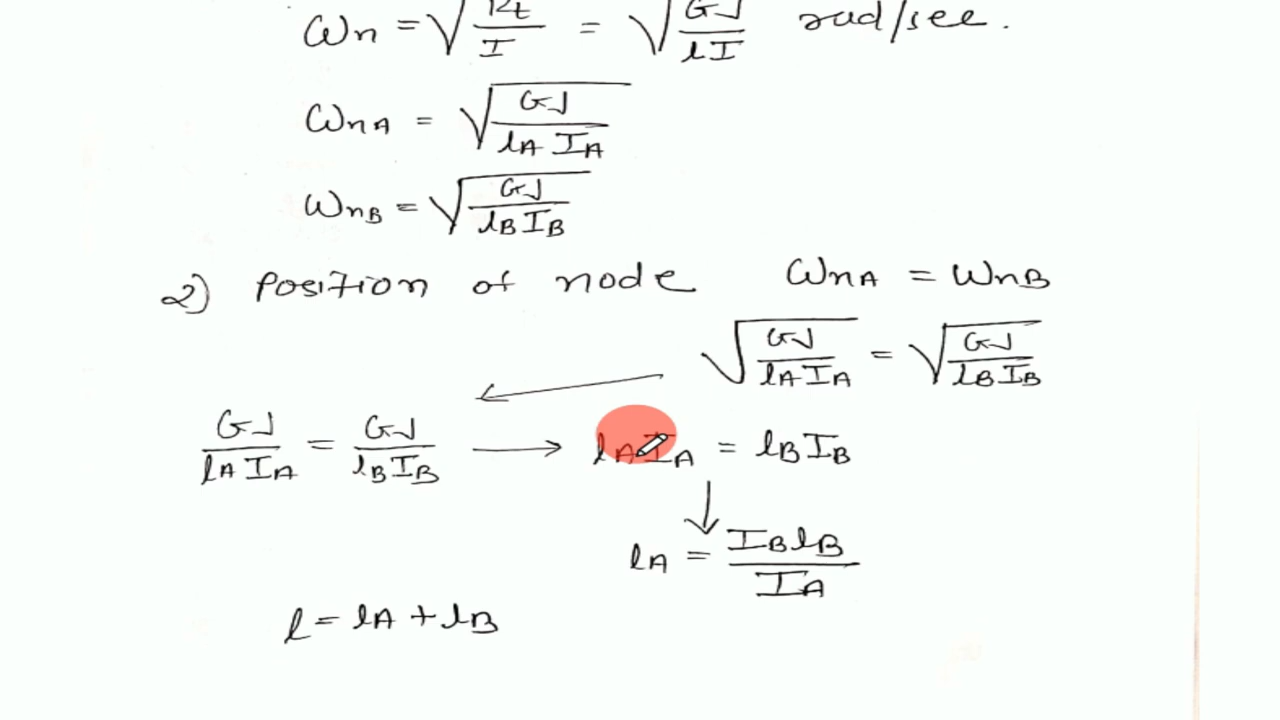 ωn = √(Kt/I) = √(GJ/lI) rad/sec.
ωnA = √(GJ/lA IA)
ωnB = √(GJ/lB IB)
2) Position of node ωnA = ωnB
√(GJ/lA IA) = √(GJ/lB IB)
GJ/lA IA = GJ/lB IB → lA IA = lB IB
lA = IB lB/IA
l = lA + lB